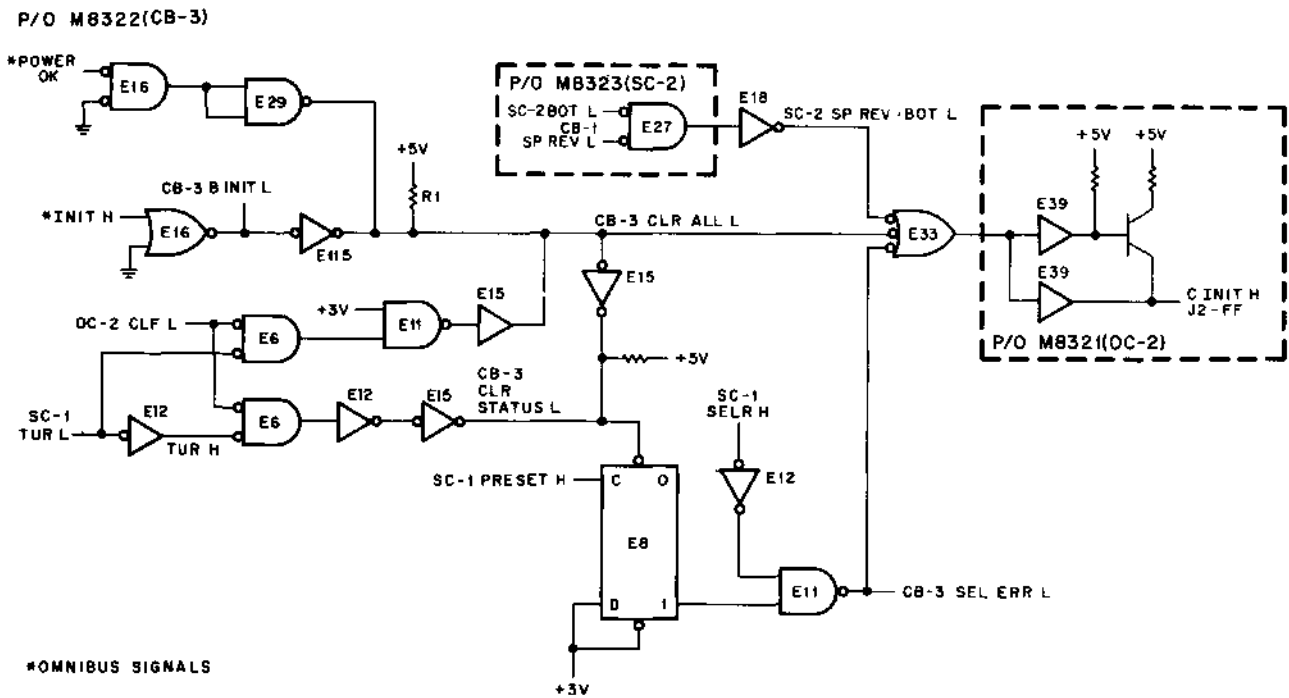 P/O M8322(CB-3)
*POWER
OK
E16
E29
+5V
R1
CB-3 B INIT L
*INIT H
E16
E115
P/O M8323(SC-2)
SC-2BOT L
CB-1
SP REV L
E27
E18
SC-2 SP REV·BOT L
CB-3 CLR ALL L
E33
+5V
+5V
E39
E39
C INIT H
J2-FF
P/O M8321(OC-2)
E15
+3V
E11
E15
OC-2 CLF L
E6
+5V
CB-3
CLR
STATUS L
SC-1
TUR L
E12
TUR H
E6
E12
E15
SC-1
SELR H
E12
SC-1 PRESET H
C
O
E8
D
1
E11
CB-3 SEL ERR L
+3V
*OMNIBUS SIGNALS